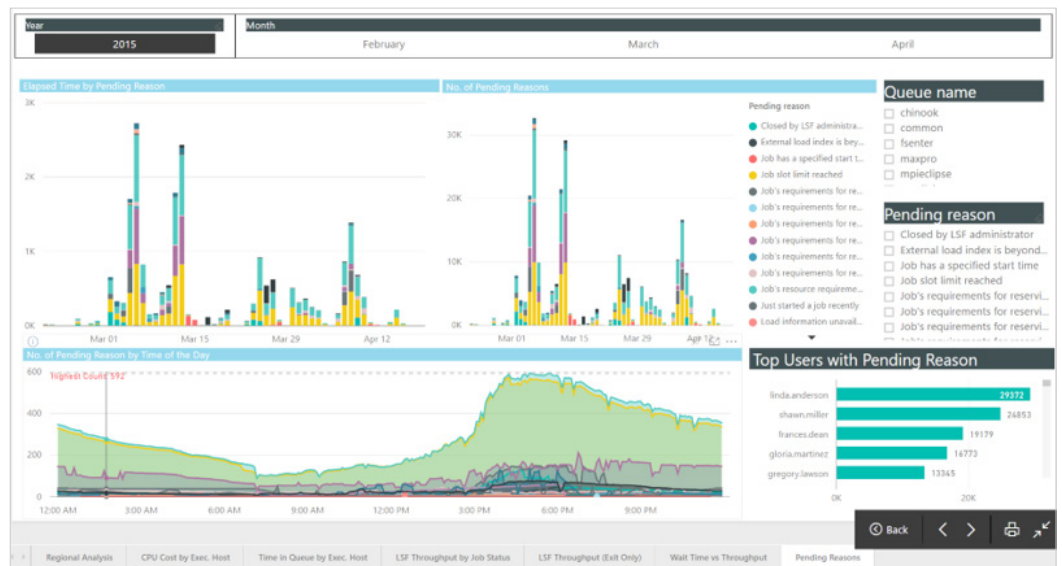 Year
Month
2015
February
March
April
Elapsed Time by Pending Reason
No. of Pending Reasons
3K
2K
1K
0K
Mar 01
Mar 15
Mar 29
Apr 12
30K
20K
10K
0K
Mar 01
Mar 15
Mar 29
Pending reason
Closed by LSF administra...
External load index is bey...
Job has a specified start t...
Job slot limit reached
Job's requirements for re...
Job's requirements for re...
Job's requirements for re...
Job's requirements for re...
Job's requirements for re...
Job's requirements for re...
Job's resource requireme...
Just started a job recently
Load information unavail...
Queue name
chinook
common
fsenter
maxpro
mpieclipse
Pending reason
Closed by LSF administrator
External load index is beyond...
Job has a specified start time
Job slot limit reached
Job's requirements for reservi...
Job's requirements for reservi...
Job's requirements for reservi...
No. of Pending Reason by Time of the Day
Highest Count 592
600
400
200
0
12:00 AM
3:00 AM
6:00 AM
9:00 AM
12:00 PM
3:00 PM
6:00 PM
9:00 PM
Top Users with Pending Reason
linda.anderson
29372
shawn.miller
24853
frances.dean
19179
gloria.martinez
16773
gregory.lawson
13345
0K
20K
Back
Regional Analysis
CPU Cost by Exec. Host
Time in Queue by Exec. Host
LSF Throughput by Job Status
LSF Throughput (Exit Only)
Wait Time vs Throughput
Pending Reasons